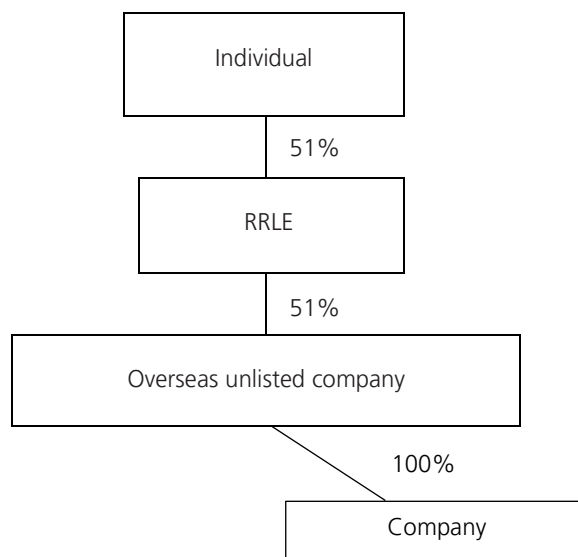 Individual
51%
RRLE
51%
Overseas unlisted company
100%
Company